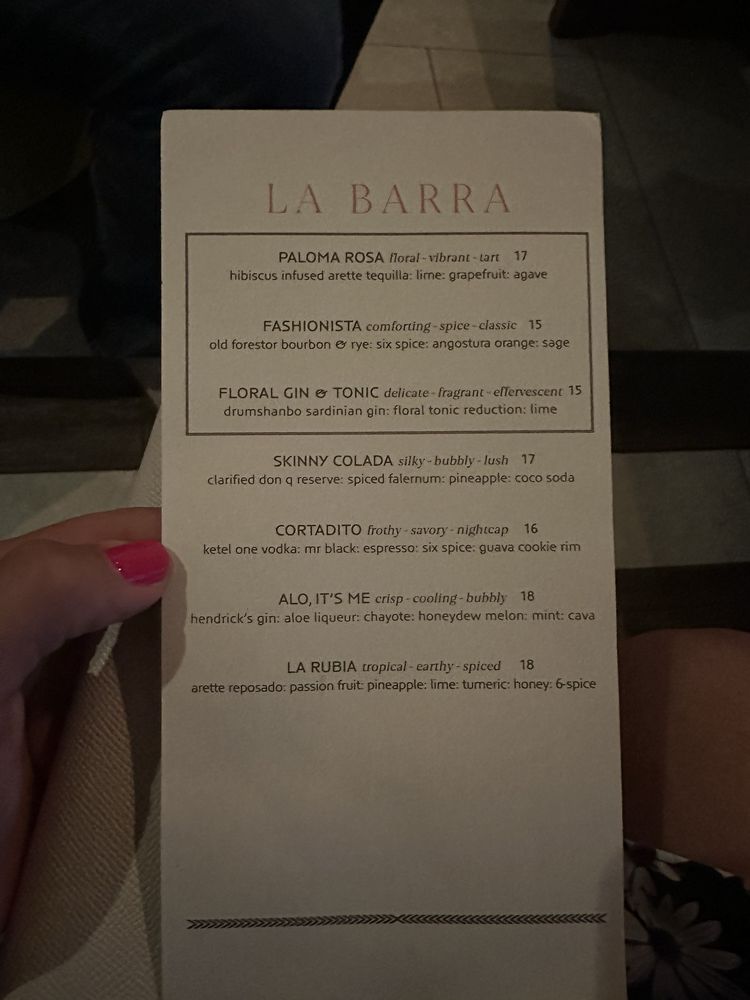 LA BARRA
PALOMA ROSA floral - vibrant - tart 17
hibiscus infused arette tequilla: lime: grapefruit: agave
FASHIONISTA comforting - spice - classic 15
old forestor bourbon & rye: six spice: angostura orange: sage
FLORAL GIN & TONIC delicate - fragrant - effervescent 15
drumshanbo sardinian gin: floral tonic reduction: lime
SKINNY COLADA silky - bubbly - lush 17
clarified don q reserve: spiced falernum: pineapple: coco soda
CORTADITO frothy - savory - nightcap 16
ketel one vodka: mr black: espresso: six spice: guava cookie rim
ALO, IT'S ME crisp - cooling - bubbly 18
hendrick's gin: aloe liqueur: chayote: honeydew melon: mint: cava
LA RUBIA tropical - earthy - spiced 18
arette reposado: passion fruit: pineapple: lime: tumeric: honey: 6-spice